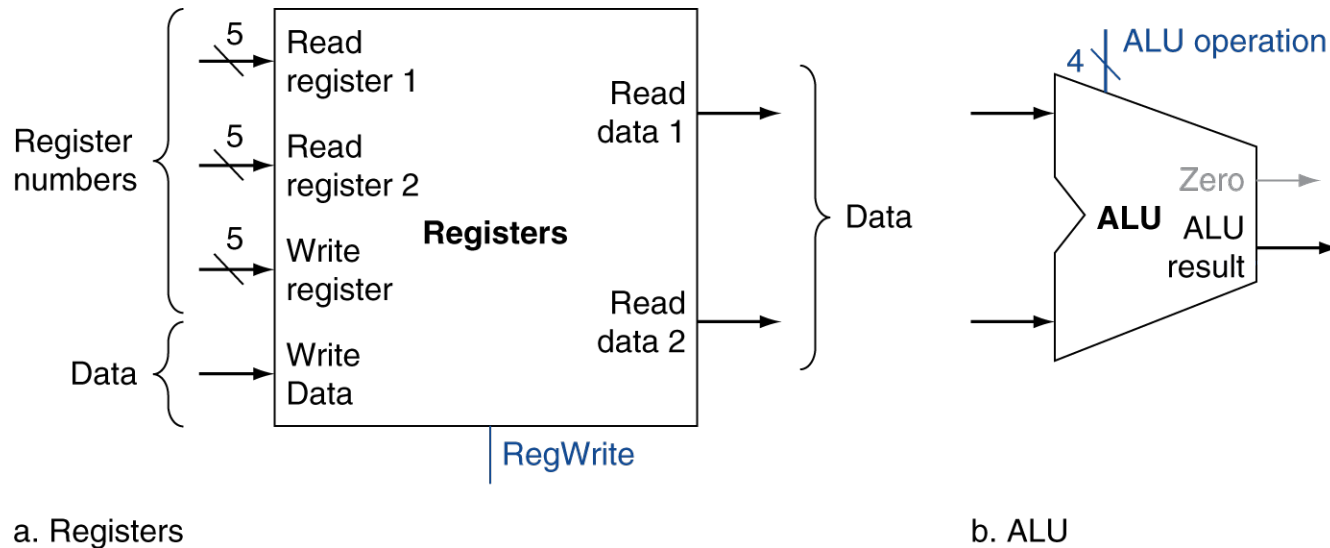 Register
numbers
Data
5
Read
register 1
5
Read
register 2
5
Write
register
Write
Data
Registers
Read
data 1
Read
data 2
Data
RegWrite
4
ALU operation
Zero
ALU
ALU
result
a. Registers
b. ALU